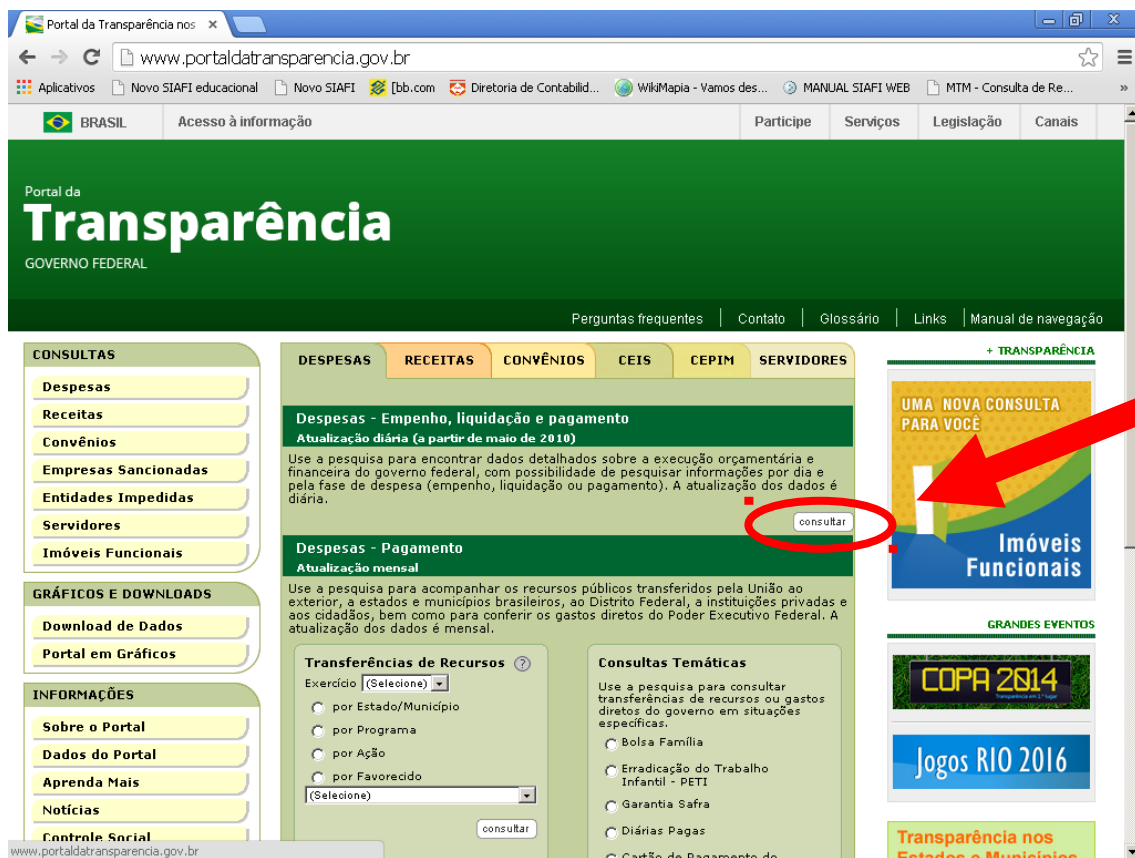 Portal da Transparência nos
www.portaldatransparencia.gov.br
Aplicativos Novo SIAFI educacional Novo SIAFI [bb.com Diretoria de Contabilid... WikiMapia - Vamos des... MANUAL SIAFI WEB MTM - Consulta de Re... »
BRASIL Acesso à informação Participe Serviços Legislação Canais
Portal da
Transparência
GOVERNO FEDERAL
Perguntas frequentes | Contato | Glossário | Links | Manual de navegação
CONSULTAS
Despesas
Receitas
Convênios
Empresas Sancionadas
Entidades Impedidas
Servidores
Imóveis Funcionais
GRÁFICOS E DOWNLOADS
Download de Dados
Portal em Gráficos
INFORMAÇÕES
Sobre o Portal
Dados do Portal
Aprenda Mais
Notícias
Controle Social
www.portaldatransparencia.gov.br
DESPESAS RECEITAS CONVÊNIOS CEIS CEPIM SERVIDORES
Despesas - Empenho, liquidação e pagamento
Atualização diária (a partir de maio de 2010)
Use a pesquisa para encontrar dados detalhados sobre a execução orçamentária e
financeira do governo federal, com possibilidade de pesquisar informações por dia e
pela fase de despesa (empenho, liquidação ou pagamento). A atualização dos dados é
diária.
consultar
Despesas - Pagamento
Atualização mensal
Use a pesquisa para acompanhar os recursos públicos transferidos pela União ao
exterior, a estados e municípios brasileiros, ao Distrito Federal, a instituições privadas e
aos cidadãos, bem como para conferir os gastos diretos do Poder Executivo Federal. A
atualização dos dados é mensal.
Transferências de Recursos ?
Exercício (Selecione)
por Estado/Município
por Programa
por Ação
por Favorecido
(Selecione)
consultar
Consultas Temáticas
Use a pesquisa para consultar
transferências de recursos ou gastos
diretos do governo em situações
específicas.
Bolsa Família
Erradicação do Trabalho
Infantil - PETI
Garantia Safra
Diárias Pagas
Cartão de Pagamento do
+ TRANSPARÊNCIA
UMA NOVA CONSULTA
PARA VOCÊ
Imóveis
Funcionais
GRANDES EVENTOS
COPA 2014
Transparência em 1º lugar
Jogos RIO 2016
Transparência nos
Estados e Municípios